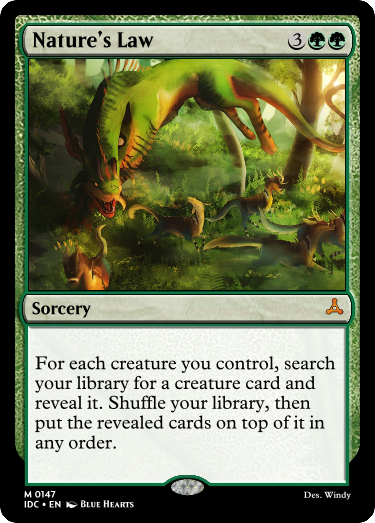 Nature's Law 3
Sorcery
For each creature you control, search
your library for a creature card and
reveal it. Shuffle your library, then
put the revealed cards on top of it in
any order.
M 0147
IDC • EN Blue Hearts
Des. Windy